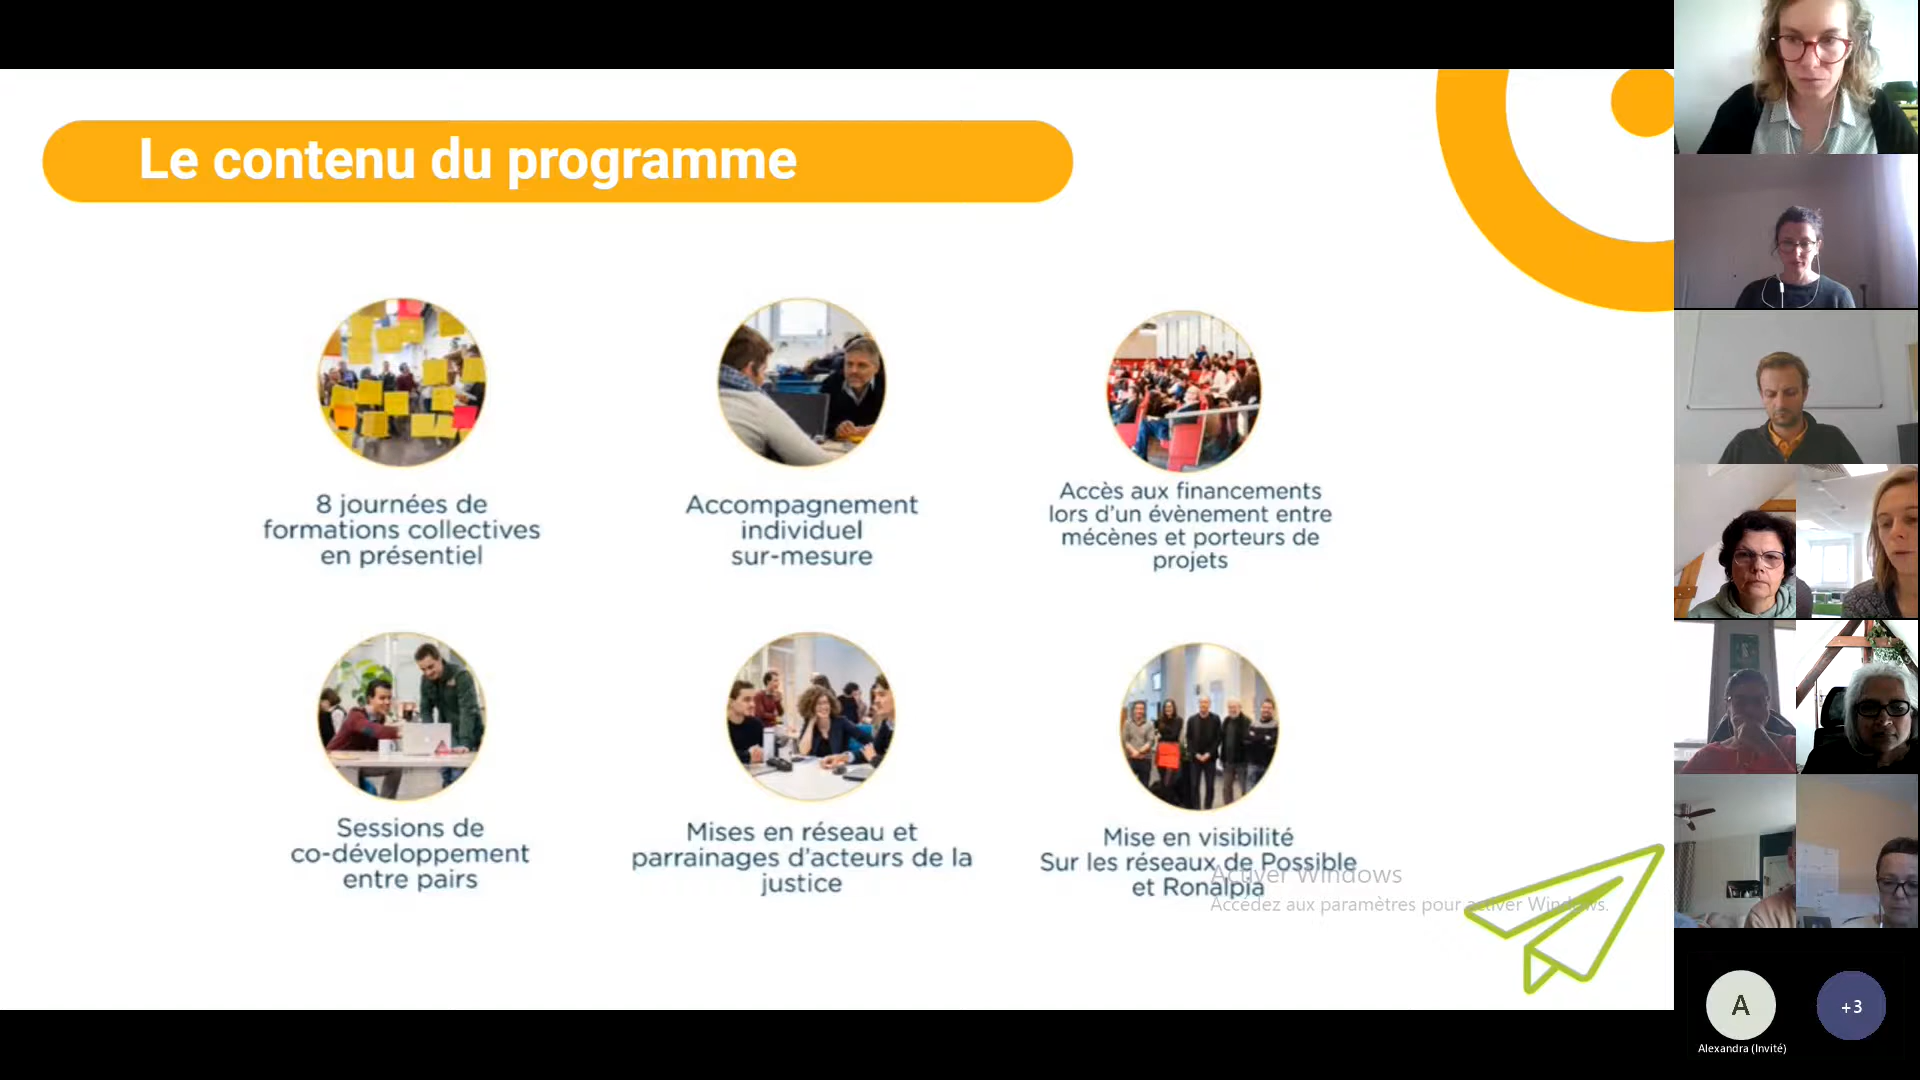 Le contenu du programme
8 journées de
formations collectives
en présentiel
Accompagnement
individuel
sur-mesure
Accès aux financements
lors d'un évènement entre
mécènes et porteurs de
projets
Sessions de
co-développement
entre pairs
Mises en réseau et
parrainages d'acteurs de la
justice
Mise en visibilité
Sur les réseaux de Possible
et Ronalpia
Activer Windows
Accédez aux paramètres pour activer Windows.
A
+3
Alexandra (Invité)